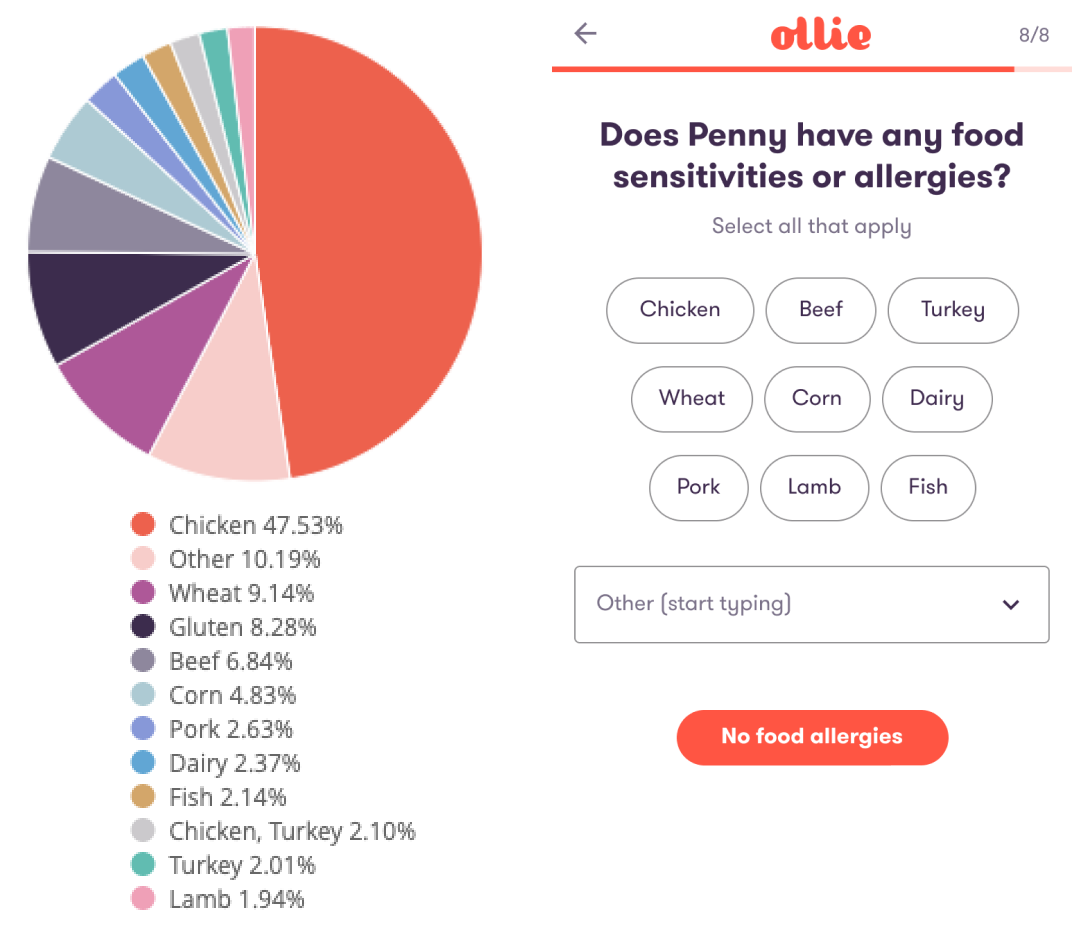 Chicken 47.53%
Other 10.19%
Wheat 9.14%
Gluten 8.28%
Beef 6.84%
Corn 4.83%
Pork 2.63%
Dairy 2.37%
Fish 2.14%
Chicken, Turkey 2.10%
Turkey 2.01%
Lamb 1.94%
ollie 8/8
Does Penny have any food
sensitivities or allergies?
Select all that apply
Chicken Beef Turkey
Wheat Corn Dairy
Pork Lamb Fish
Other (start typing)
No food allergies